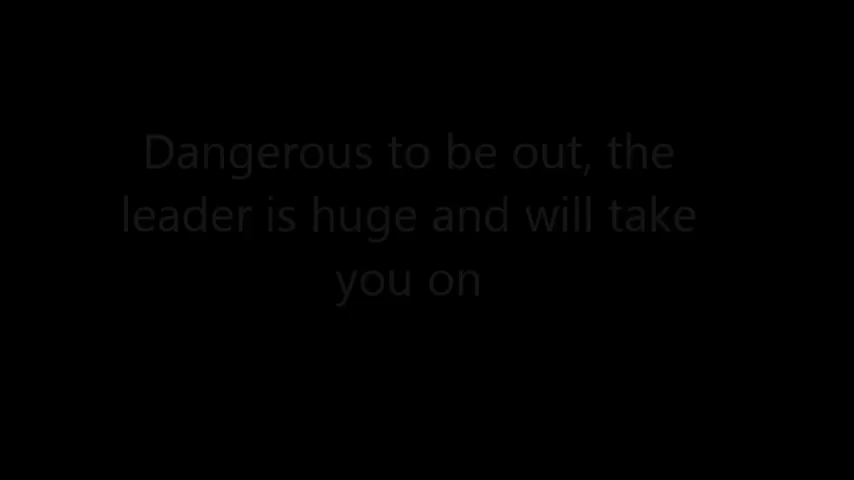 Dangerous to be out, the
leader is huge and will take
you on